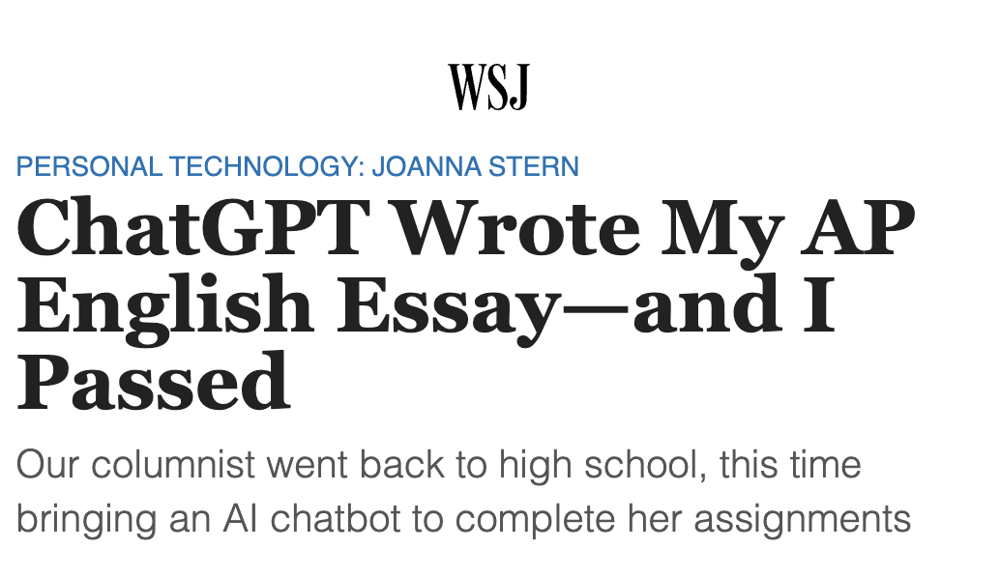 WSJ
PERSONAL TECHNOLOGY: JOANNA STERN
ChatGPT Wrote My AP
English Essay—and I
Passed
Our columnist went back to high school, this time
bringing an AI chatbot to complete her assignments